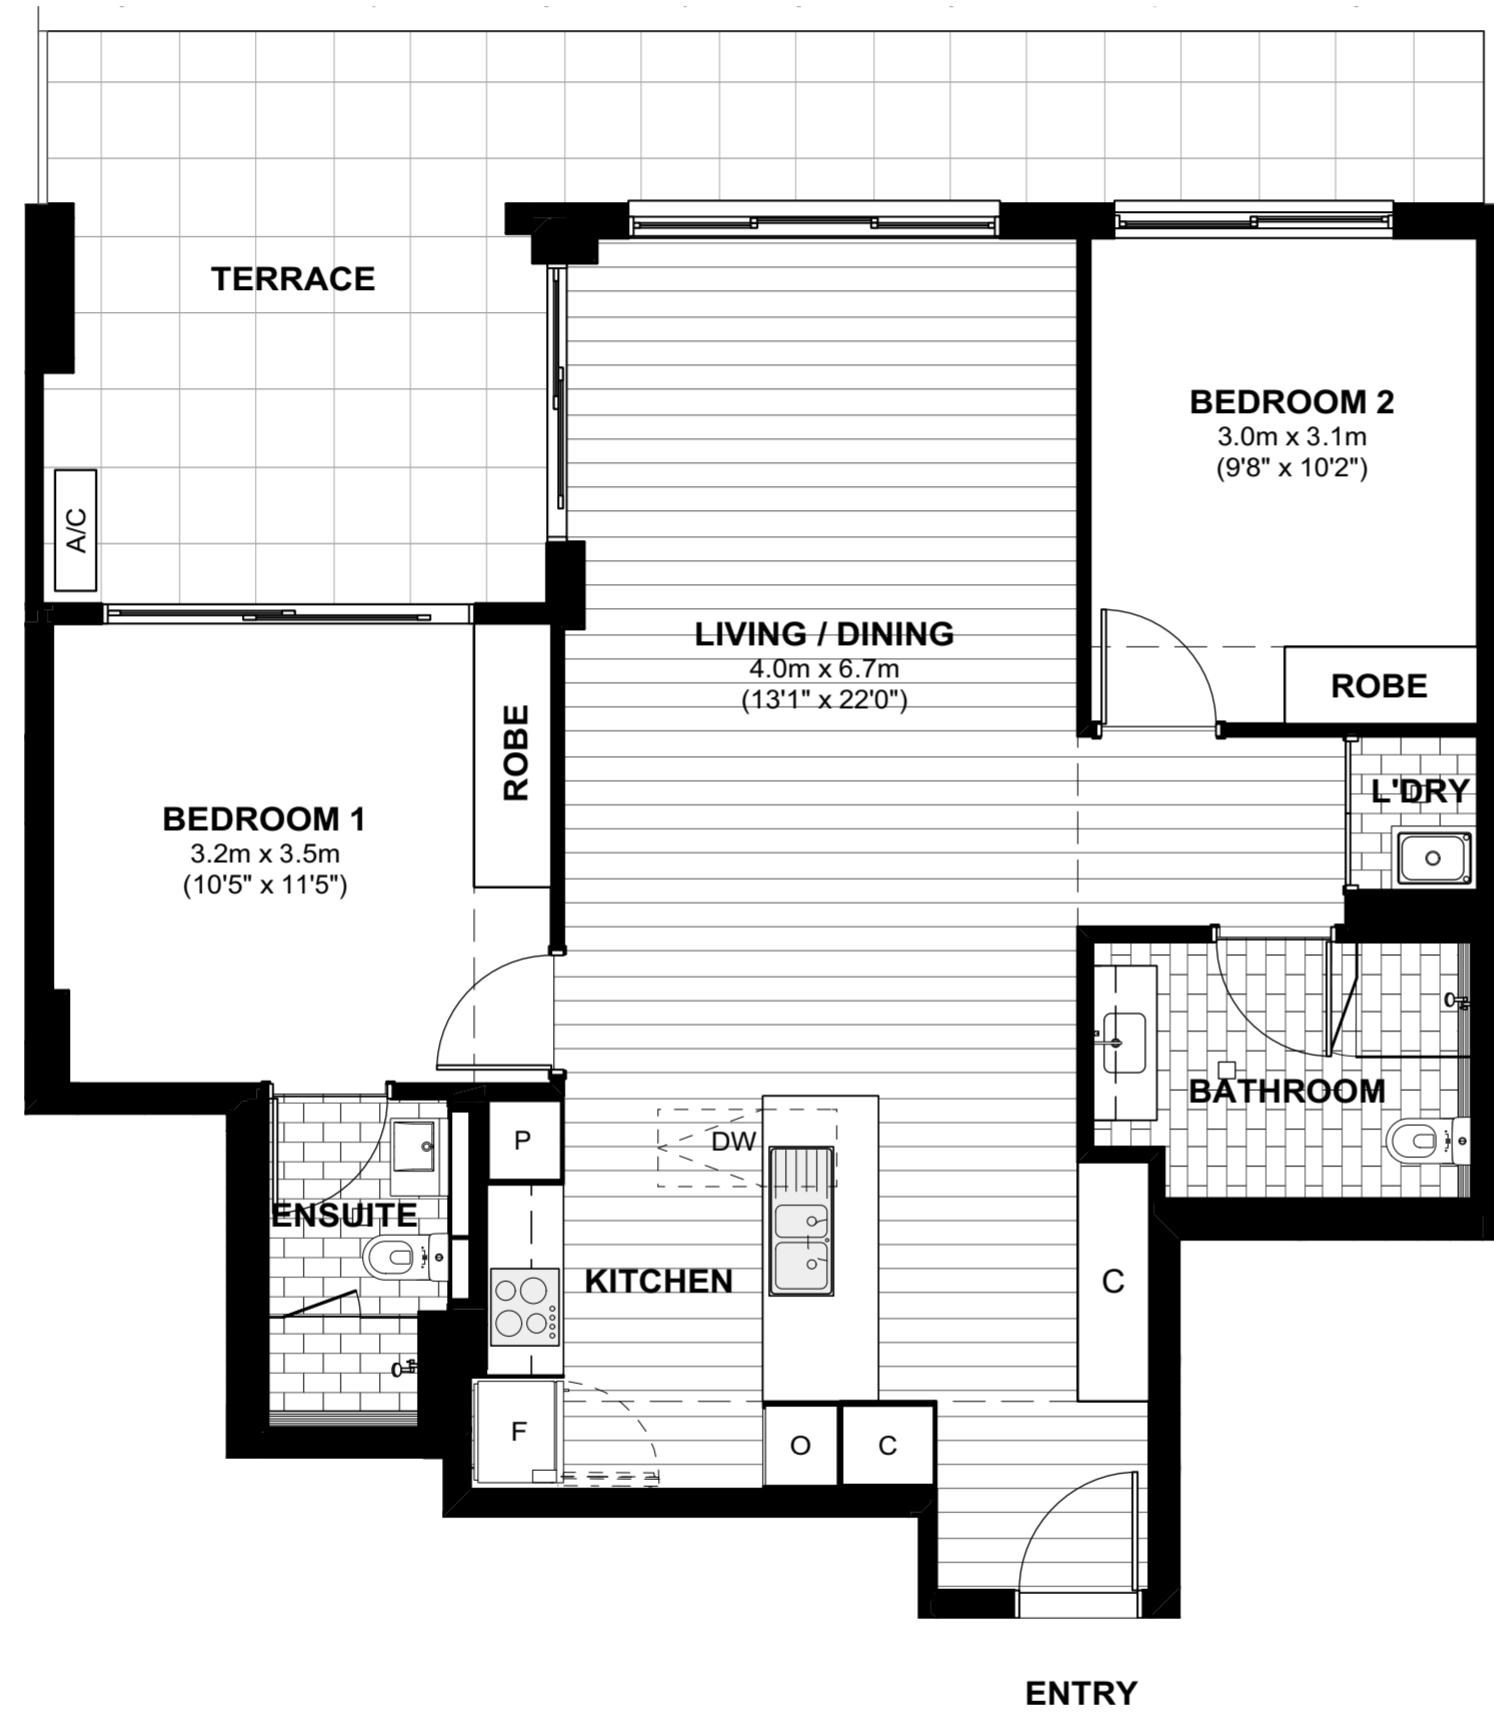 TERRACE
BEDROOM 2
3.0m x 3.1m
(9'8" x 10'2")
A/C
LIVING / DINING
4.0m x 6.7m
(13'1" x 22'0")
ROBE
ROBE
L'DRY
BEDROOM 1
3.2m x 3.5m
(10'5" x 11'5")
BATHROOM
P
DW
ENSUITE
KITCHEN
C
F
O
C
ENTRY